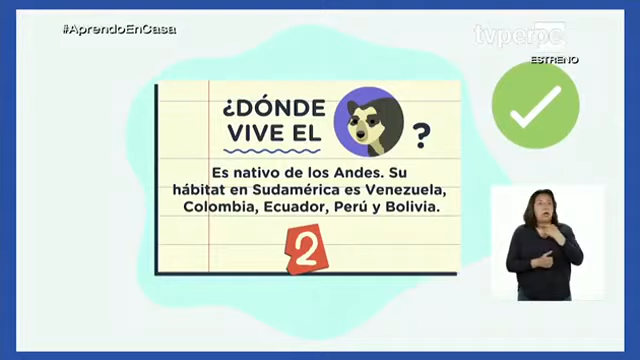 #AprendoEnCasa
tvperú
ESTRENO
¿DÓNDE
VIVE EL ?
Es nativo de los Andes. Su
hábitat en Sudamérica es Venezuela,
Colombia, Ecuador, Perú y Bolivia.
2